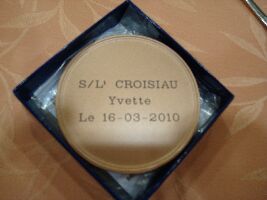 S/L' CROISIAU
Yvette
Le 16-03-2010